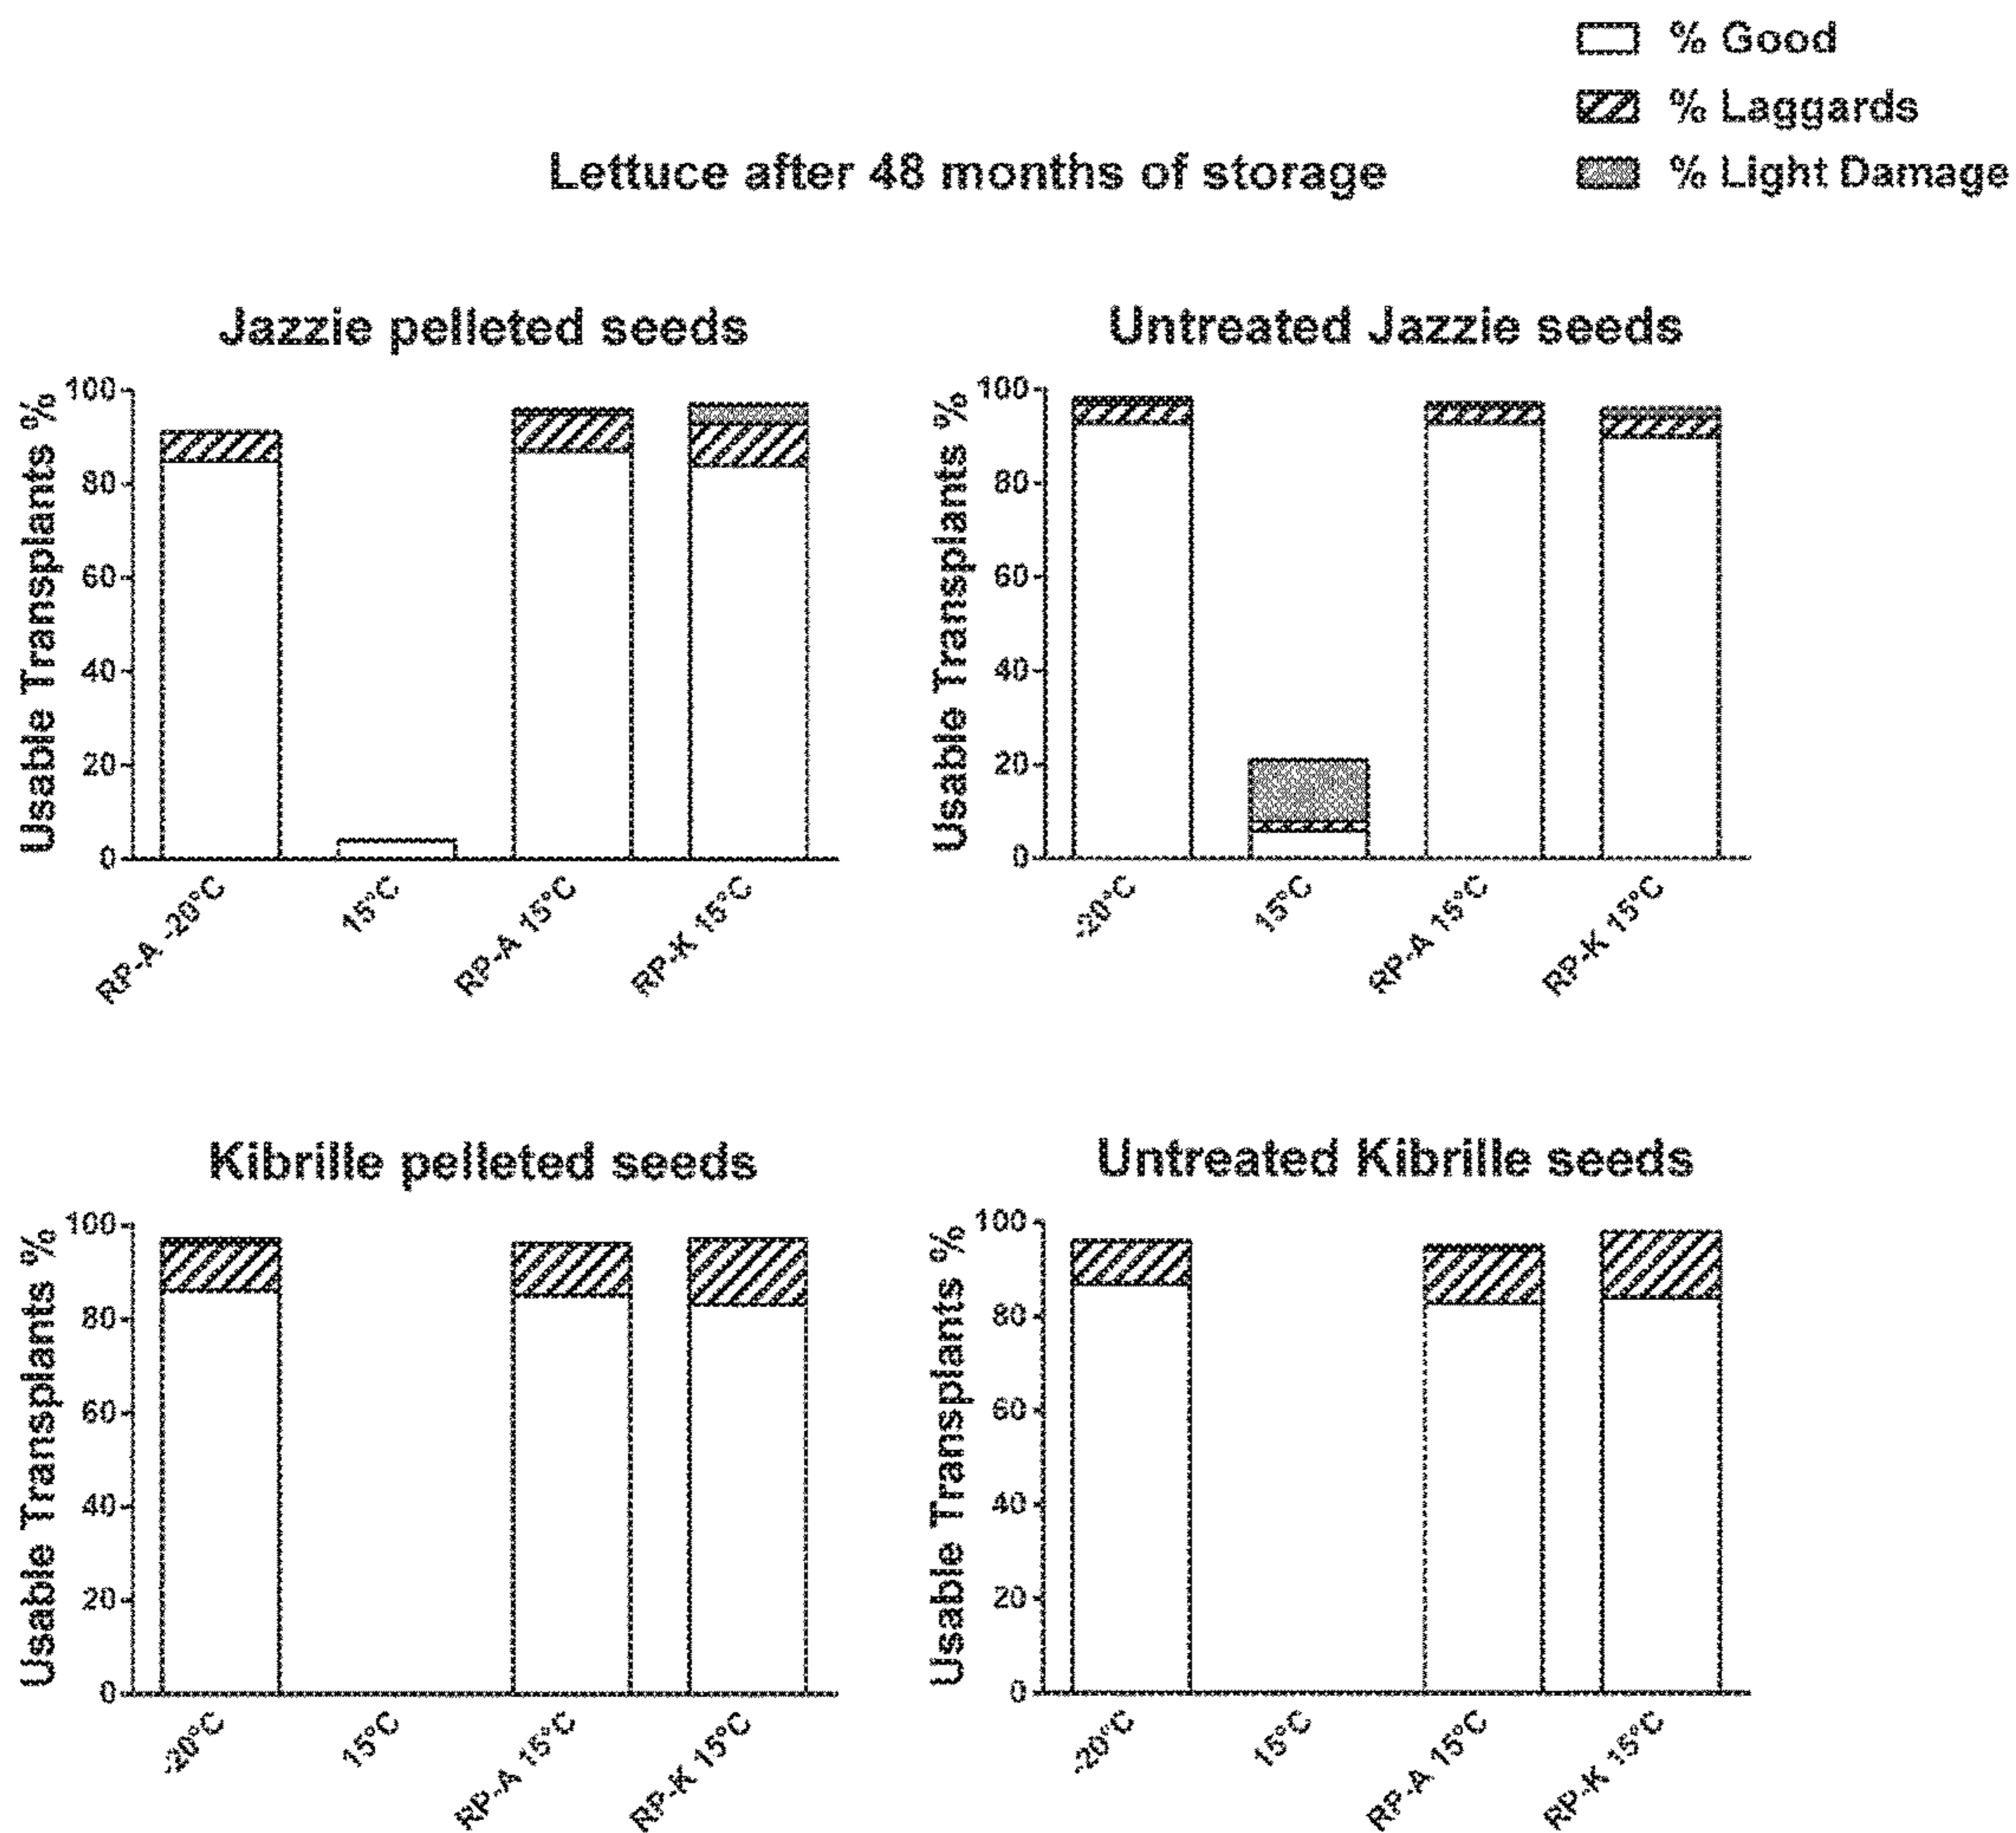 % Good
% Laggards
% Light Damage
Lettuce after 48 months of storage
Jazzie pelleted seeds
Usable Transplants %
100
80
60
40
20
0
RP-A -20°C
15°C
RP-A 15°C
RP-K 15°C
Untreated Jazzie seeds
Usable Transplants %
100
80
60
40
20
0
-20°C
15°C
RP-A 15°C
RP-K 15°C
Kibrille pelleted seeds
Usable Transplants %
100
80
60
40
20
0
-20°C
15°C
RP-A 15°C
RP-K 15°C
Untreated Kibrille seeds
Usable Transplants %
100
80
60
40
20
0
-20°C
15°C
RP-A 15°C
RP-K 15°C